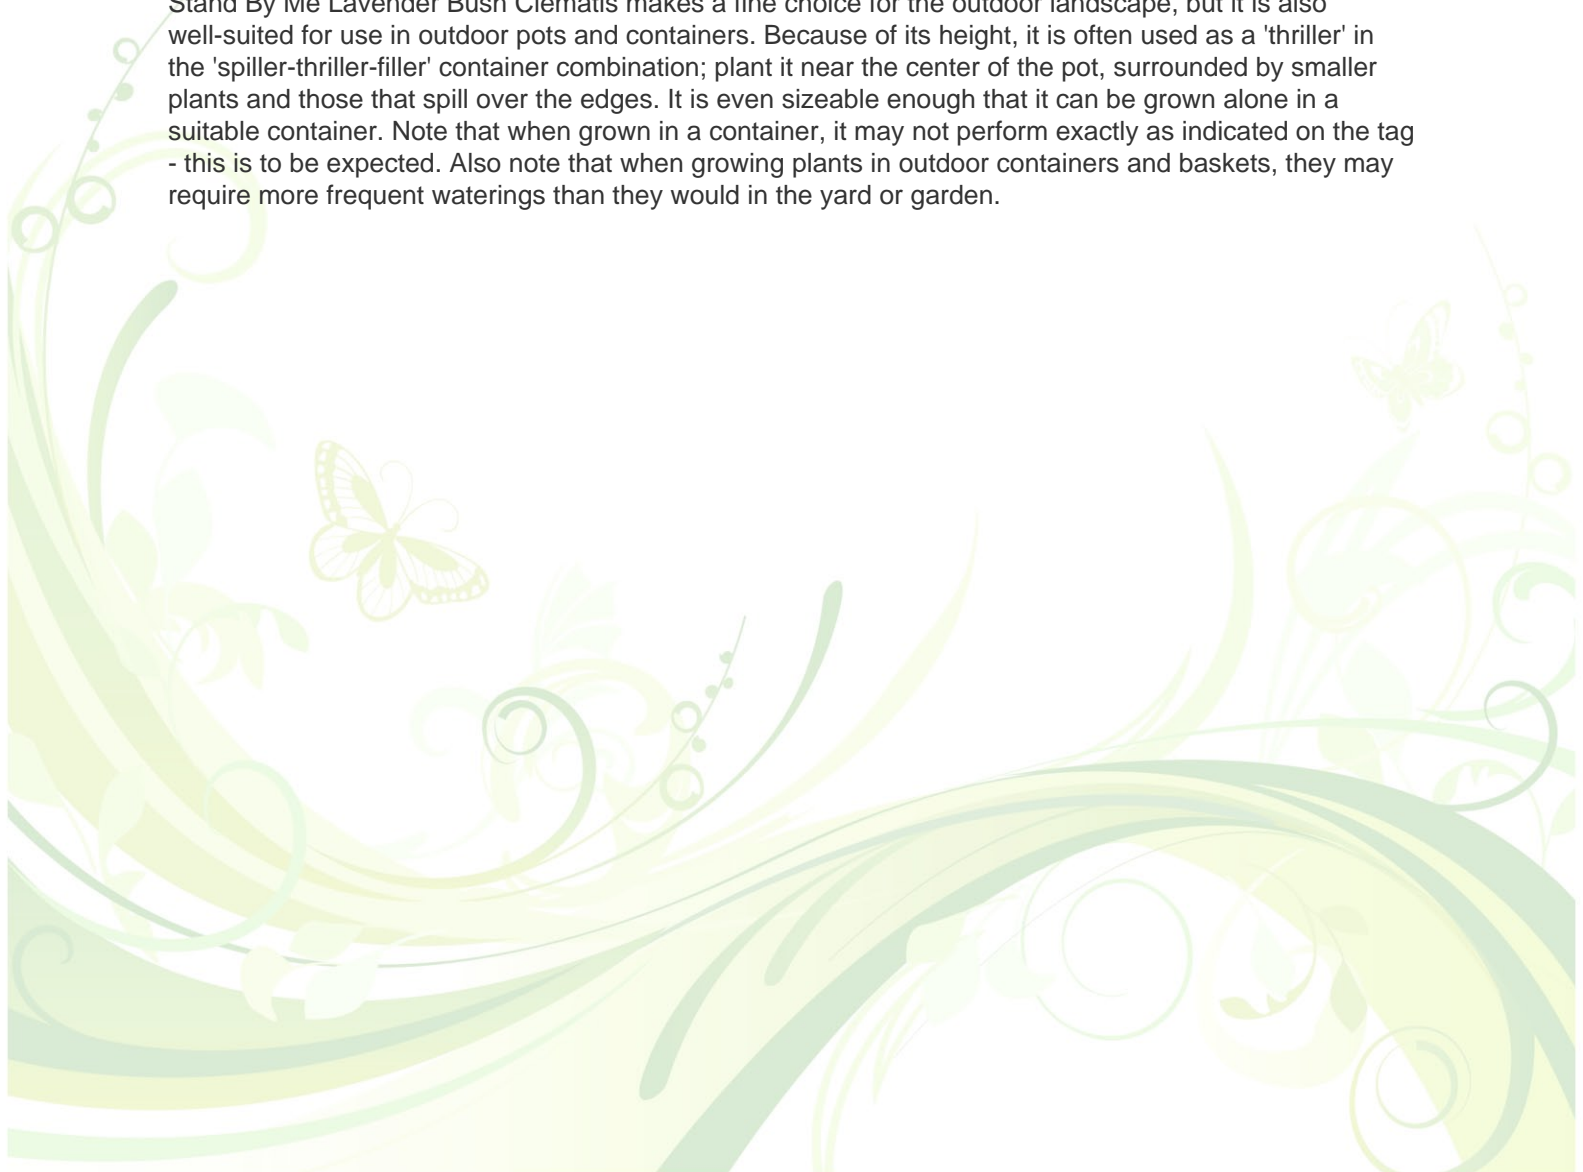 Stand By Me Lavender Bush Clematis makes a fine choice for the outdoor landscape, but it is also
well-suited for use in outdoor pots and containers. Because of its height, it is often used as a 'thriller' in
the 'spiller-thriller-filler' container combination; plant it near the center of the pot, surrounded by smaller
plants and those that spill over the edges. It is even sizeable enough that it can be grown alone in a
suitable container. Note that when grown in a container, it may not perform exactly as indicated on the tag
- this is to be expected. Also note that when growing plants in outdoor containers and baskets, they may
require more frequent waterings than they would in the yard or garden.